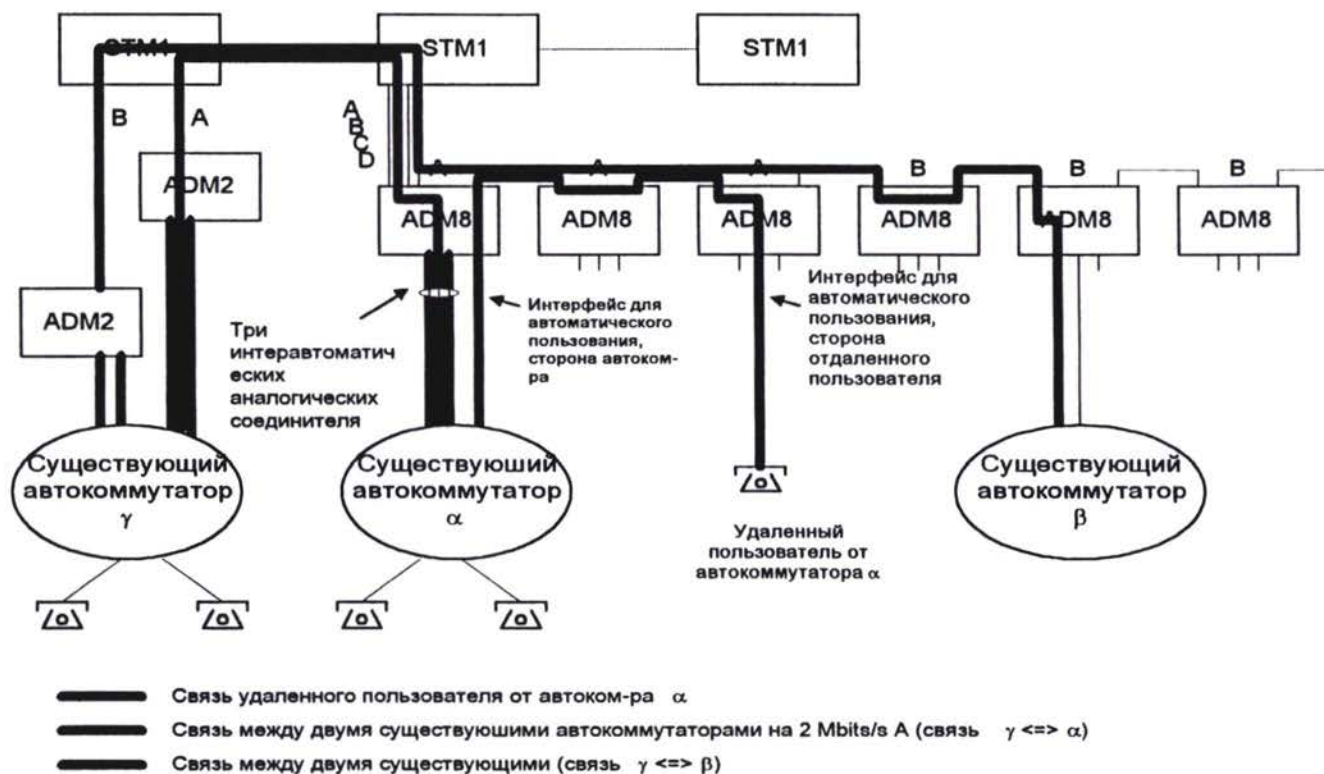 STM1
STM1
STM1
B
A
A
B
C
D
A
A
A
B
B
B
ADM2
ADM8
ADM8
ADM8
ADM8
ADM8
ADM8
ADM2
Три
интеравтоматич
еских
аналогических
соединителя
Интерфейс для
автоматического
пользования,
сторона автоком-
ра
Интерфейс для
автоматического
пользования,
сторона
отдаленного
пользователя
Существующий
автокоммутатор
γ
Существуюший
автокоммутатор
α
Существующий
автокоммутатор
β
Удаленный
пользователь от
автокоммутатора α
Связь удаленного пользователя от автоком-ра α
Связь между двумя существуюшими автокоммутаторами на 2 Mbits/s A (связь γ <=> α)
Связь между двумя существующими (связь γ <=> β)